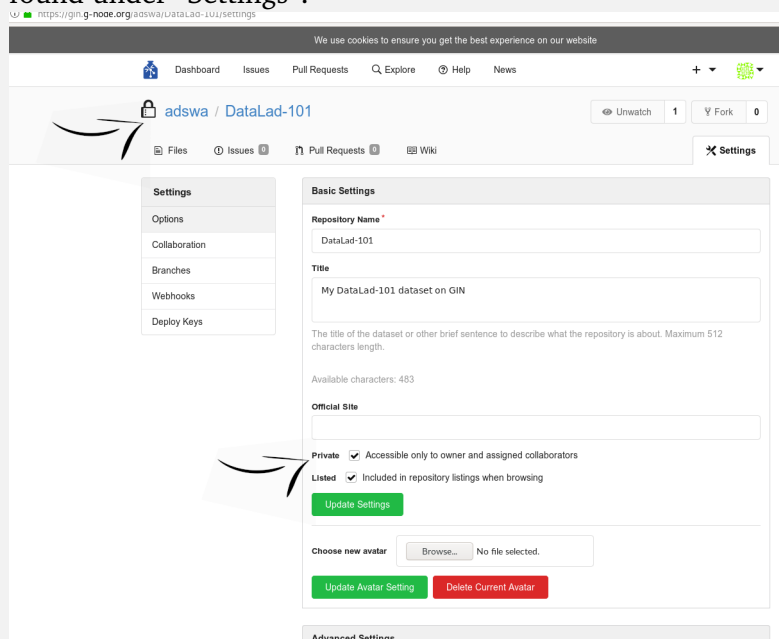 found under "Settings".
https://gin.g-node.org/adswa/DataLad-101/settings
We use cookies to ensure you get the best experience on our website
Dashboard Issues Pull Requests Explore Help News
adswa / DataLad-101
Unwatch 1 Fork 0
Files Issues 0 Pull Requests 0 Wiki Settings
Settings
Options
Collaboration
Branches
Webhooks
Deploy Keys
Basic Settings
Repository Name *
DataLad-101
Title
My DataLad-101 dataset on GIN
The title of the dataset or other brief sentence to describe what the repository is about. Maximum 512
characters length.
Available characters: 483
Official Site
Private Accessible only to owner and assigned collaborators
Listed Included in repository listings when browsing
Update Settings
Choose new avatar Browse... No file selected.
Update Avatar Setting Delete Current Avatar
Advanced Settings